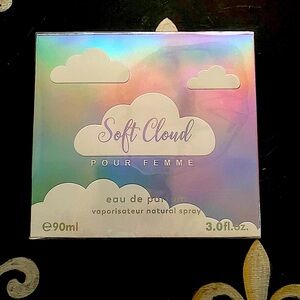 Soft Cloud
POUR FEMME
eau de parfum
vaporisateur natural spray
℮90ml 3.0fl.oz.